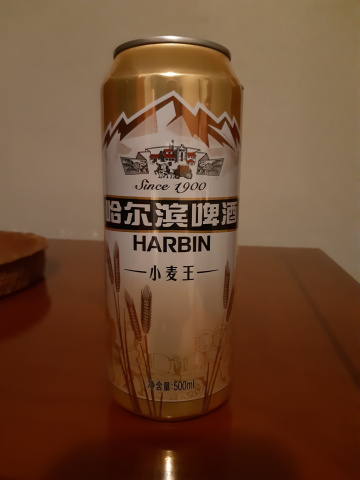 Since 1900
哈尔滨啤酒
HARBIN
小麦王
净含量:500ml